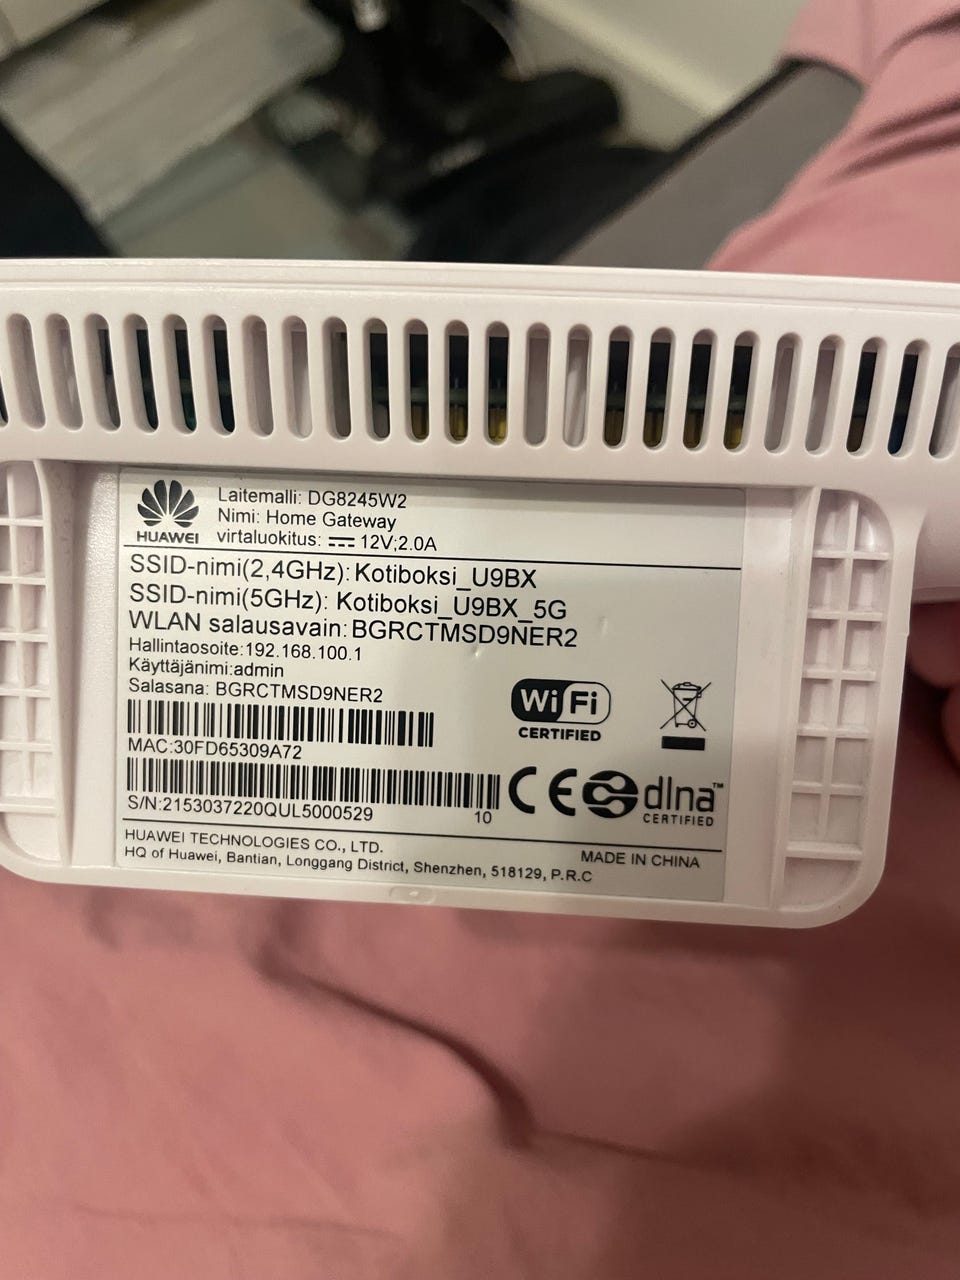 HUAWEI
Laitemalli: DG8245W2
Nimi: Home Gateway
virtaluokitus: 12V;2.0A
SSID-nimi(2,4GHz): Kotiboksi_U9BX
SSID-nimi(5GHz): Kotiboksi_U9BX_5G
WLAN salausavain: BGRCTMSD9NER2
Hallintaosoite:192.168.100.1
Käyttäjänimi:admin
Salasana: BGRCTMSD9NER2
WiFi
CERTIFIED
MAC:30FD65309A72
CE dlna™
CERTIFIED
S/N:2153037220QUL5000529 10
HUAWEI TECHNOLOGIES CO., LTD.
HQ of Huawei, Bantian, Longgang District, Shenzhen, 518129, P.R.C
MADE IN CHINA